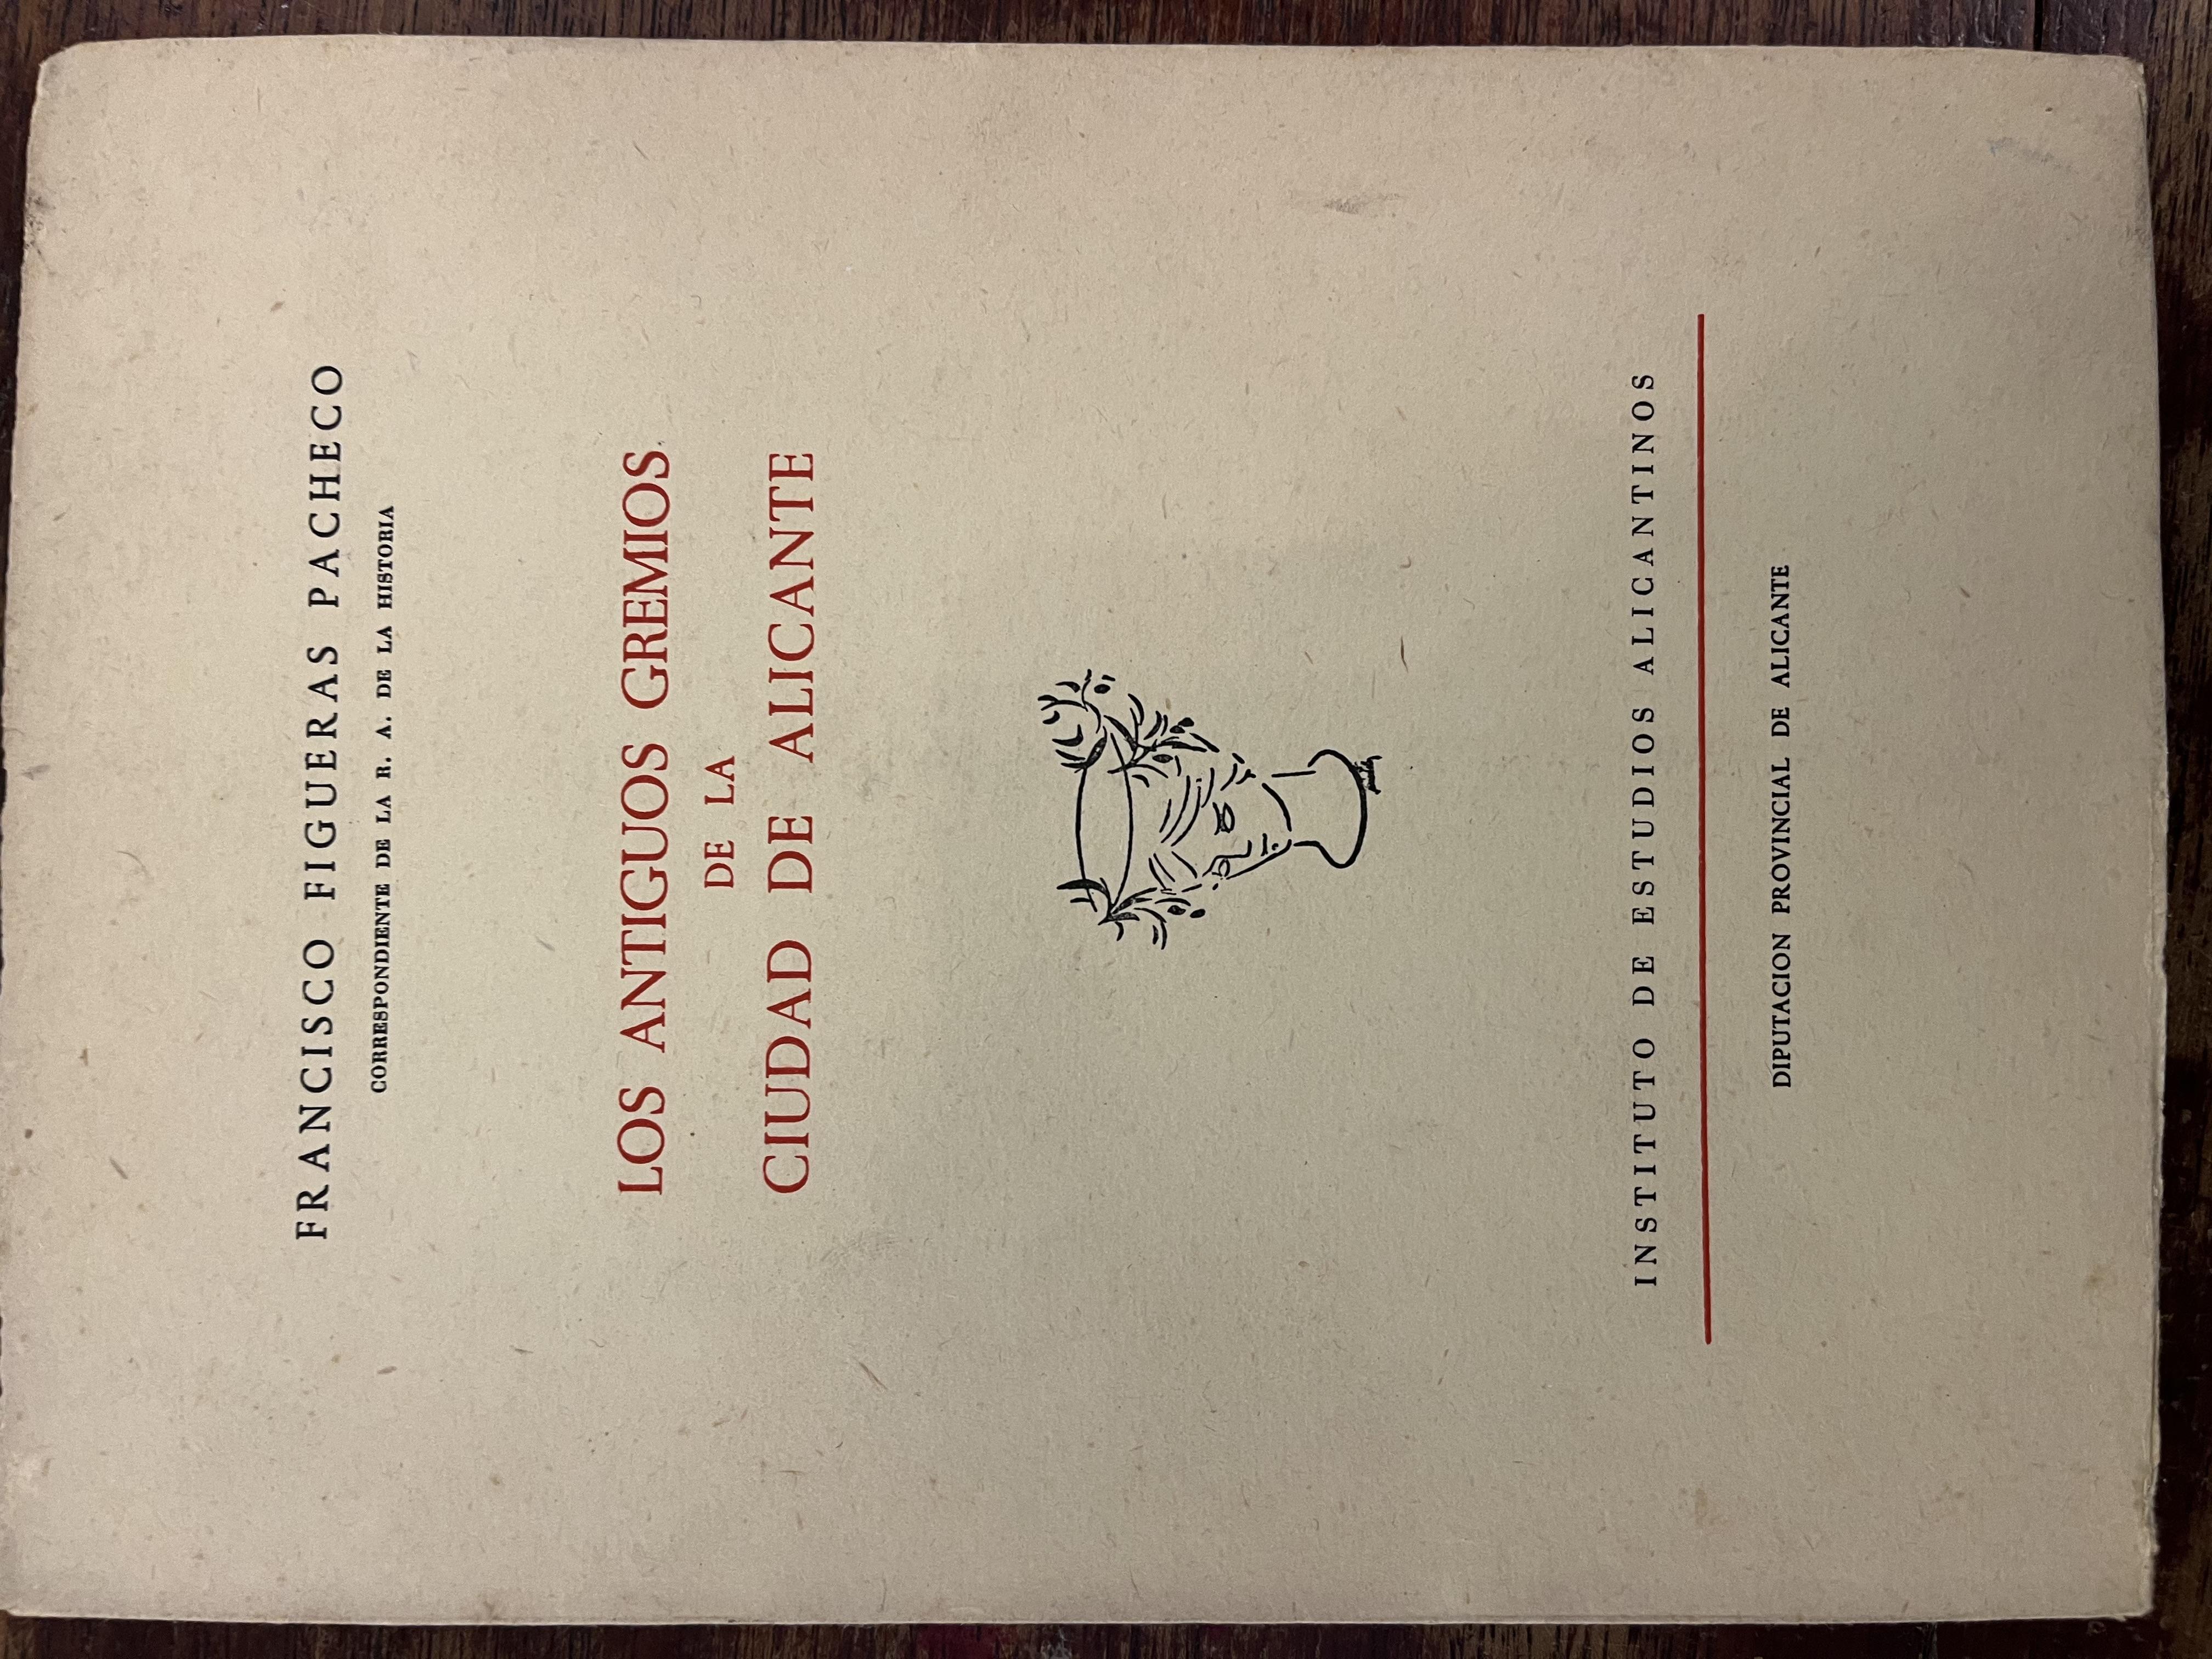 FRANCISCO FIGUERAS PACHECO
CORRESPONDIENTE DE LA R. A. DE LA HISTORIA
LOS ANTIGUOS GREMIOS
DE LA
CIUDAD DE ALICANTE
INSTITUTO DE ESTUDIOS ALICANTINOS
DIPUTACION PROVINCIAL DE ALICANTE